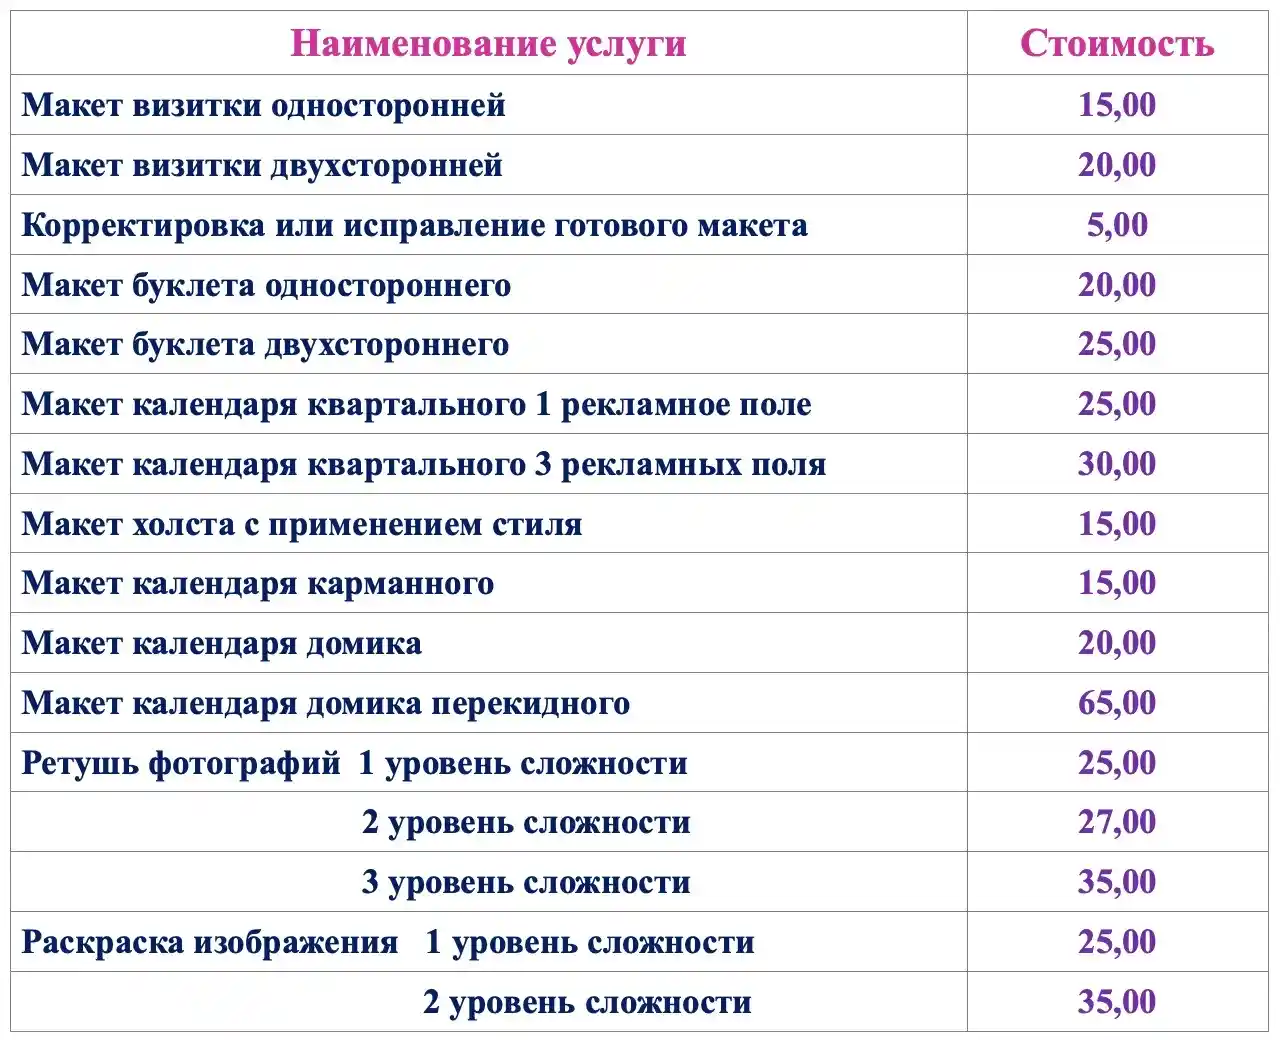 Наименование услуги Стоимость
Макет визитки односторонней 15,00
Макет визитки двухсторонней 20,00
Корректировка или исправление готового макета 5,00
Макет буклета одностороннего 20,00
Макет буклета двухстороннего 25,00
Макет календаря квартального 1 рекламное поле 25,00
Макет календаря квартального 3 рекламных поля 30,00
Макет холста с применением стиля 15,00
Макет календаря карманного 15,00
Макет календаря домика 20,00
Макет календаря домика перекидного 65,00
Ретушь фотографий 1 уровень сложности 25,00
2 уровень сложности 27,00
3 уровень сложности 35,00
Раскраска изображения 1 уровень сложности 25,00
2 уровень сложности 35,00